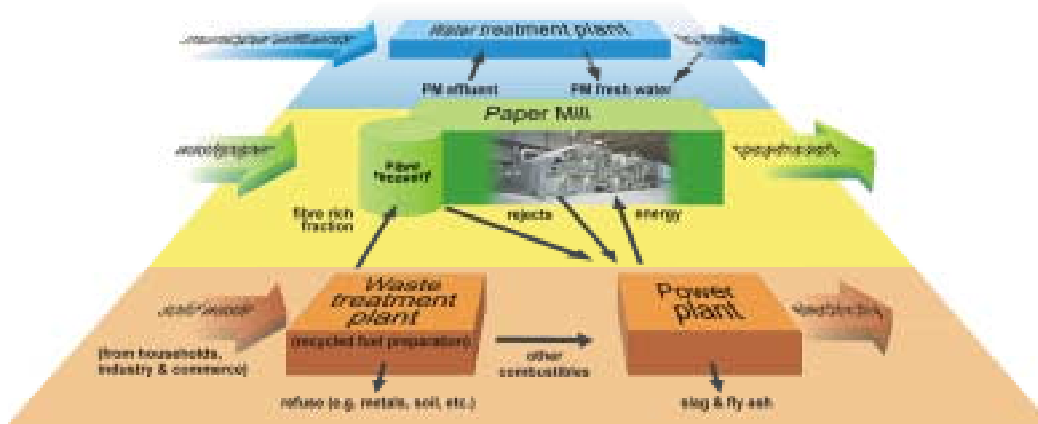 Water treatment plant
PM effluent
PM fresh water
Paper Mill
Fibre
recovery
fibre rich
fraction
rejects
energy
Waste
treatment
plant
(recycled fuel preparation)
Power
plant
(from households,
industry & commerce)
other
combustibles
refuse (e.g. metals, soil, etc.)
slag & fly ash